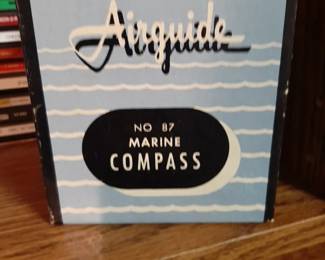 Airguide
NO 87
MARINE
COMPASS